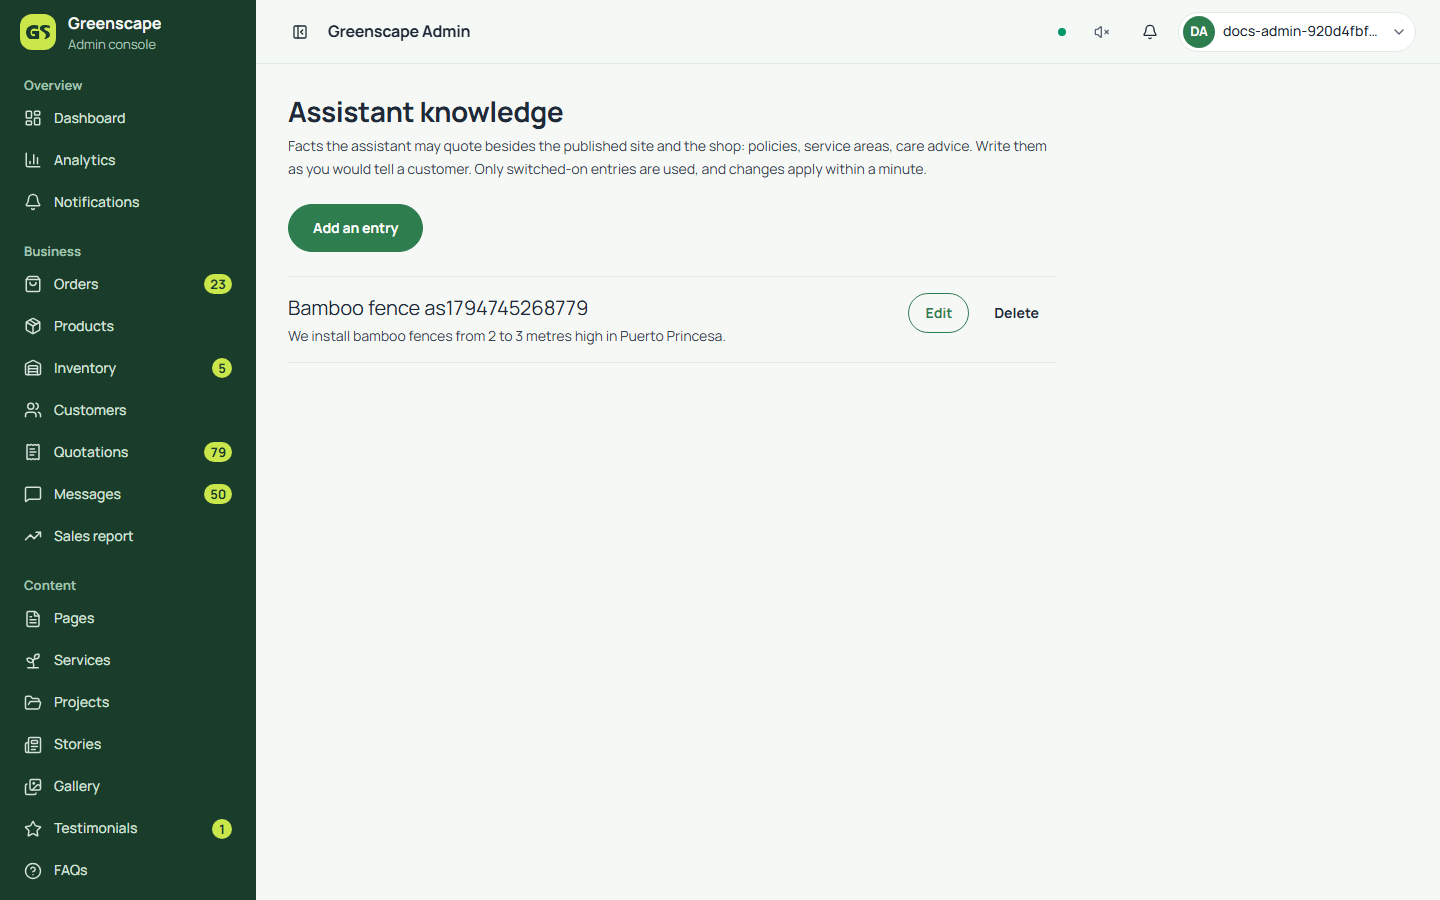 GS
Greenscape
Admin console
Overview
Dashboard
Analytics
Notifications
Business
Orders 23
Products
Inventory 5
Customers
Quotations 79
Messages 50
Sales report
Content
Pages
Services
Projects
Stories
Gallery
Testimonials 1
FAQs
Greenscape Admin
DA docs-admin-920d4fbf...
Assistant knowledge
Facts the assistant may quote besides the published site and the shop: policies, service areas, care advice. Write them
as you would tell a customer. Only switched-on entries are used, and changes apply within a minute.
Add an entry
Bamboo fence as1794745268779
We install bamboo fences from 2 to 3 metres high in Puerto Princesa.
Edit
Delete